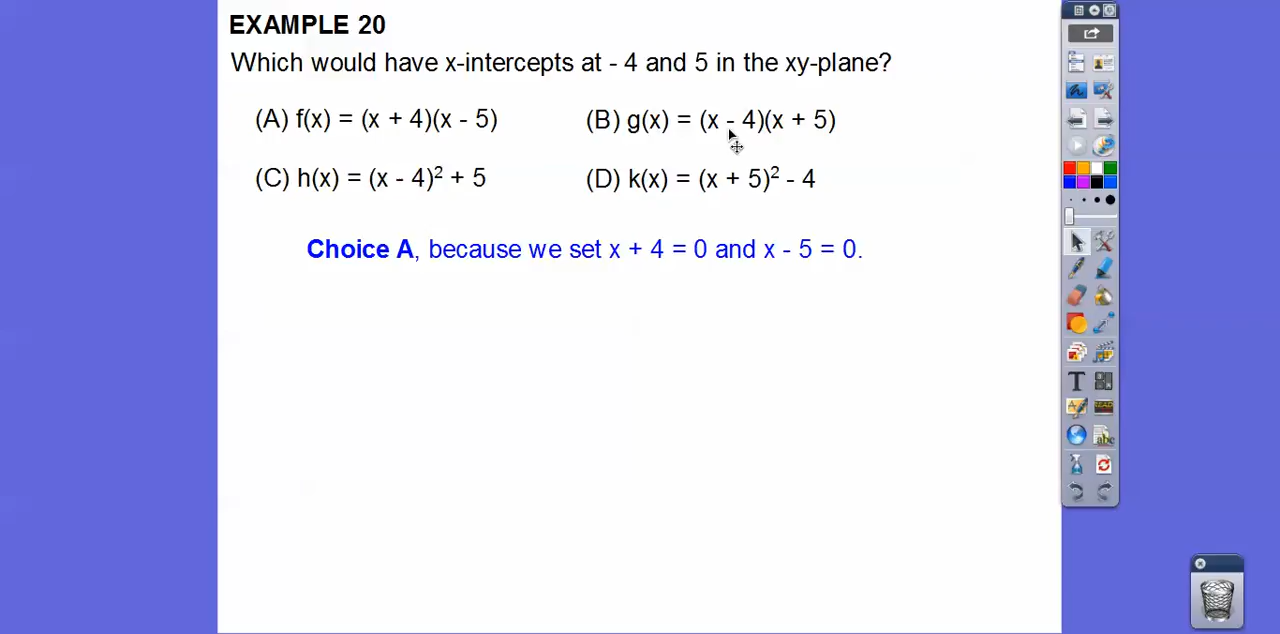 EXAMPLE 20
Which would have x-intercepts at - 4 and 5 in the xy-plane?
(A) f(x) = (x + 4)(x - 5) (B) g(x) = (x - 4)(x + 5)
(C) h(x) = (x - 4)² + 5 (D) k(x) = (x + 5)² - 4
Choice A, because we set x + 4 = 0 and x - 5 = 0.